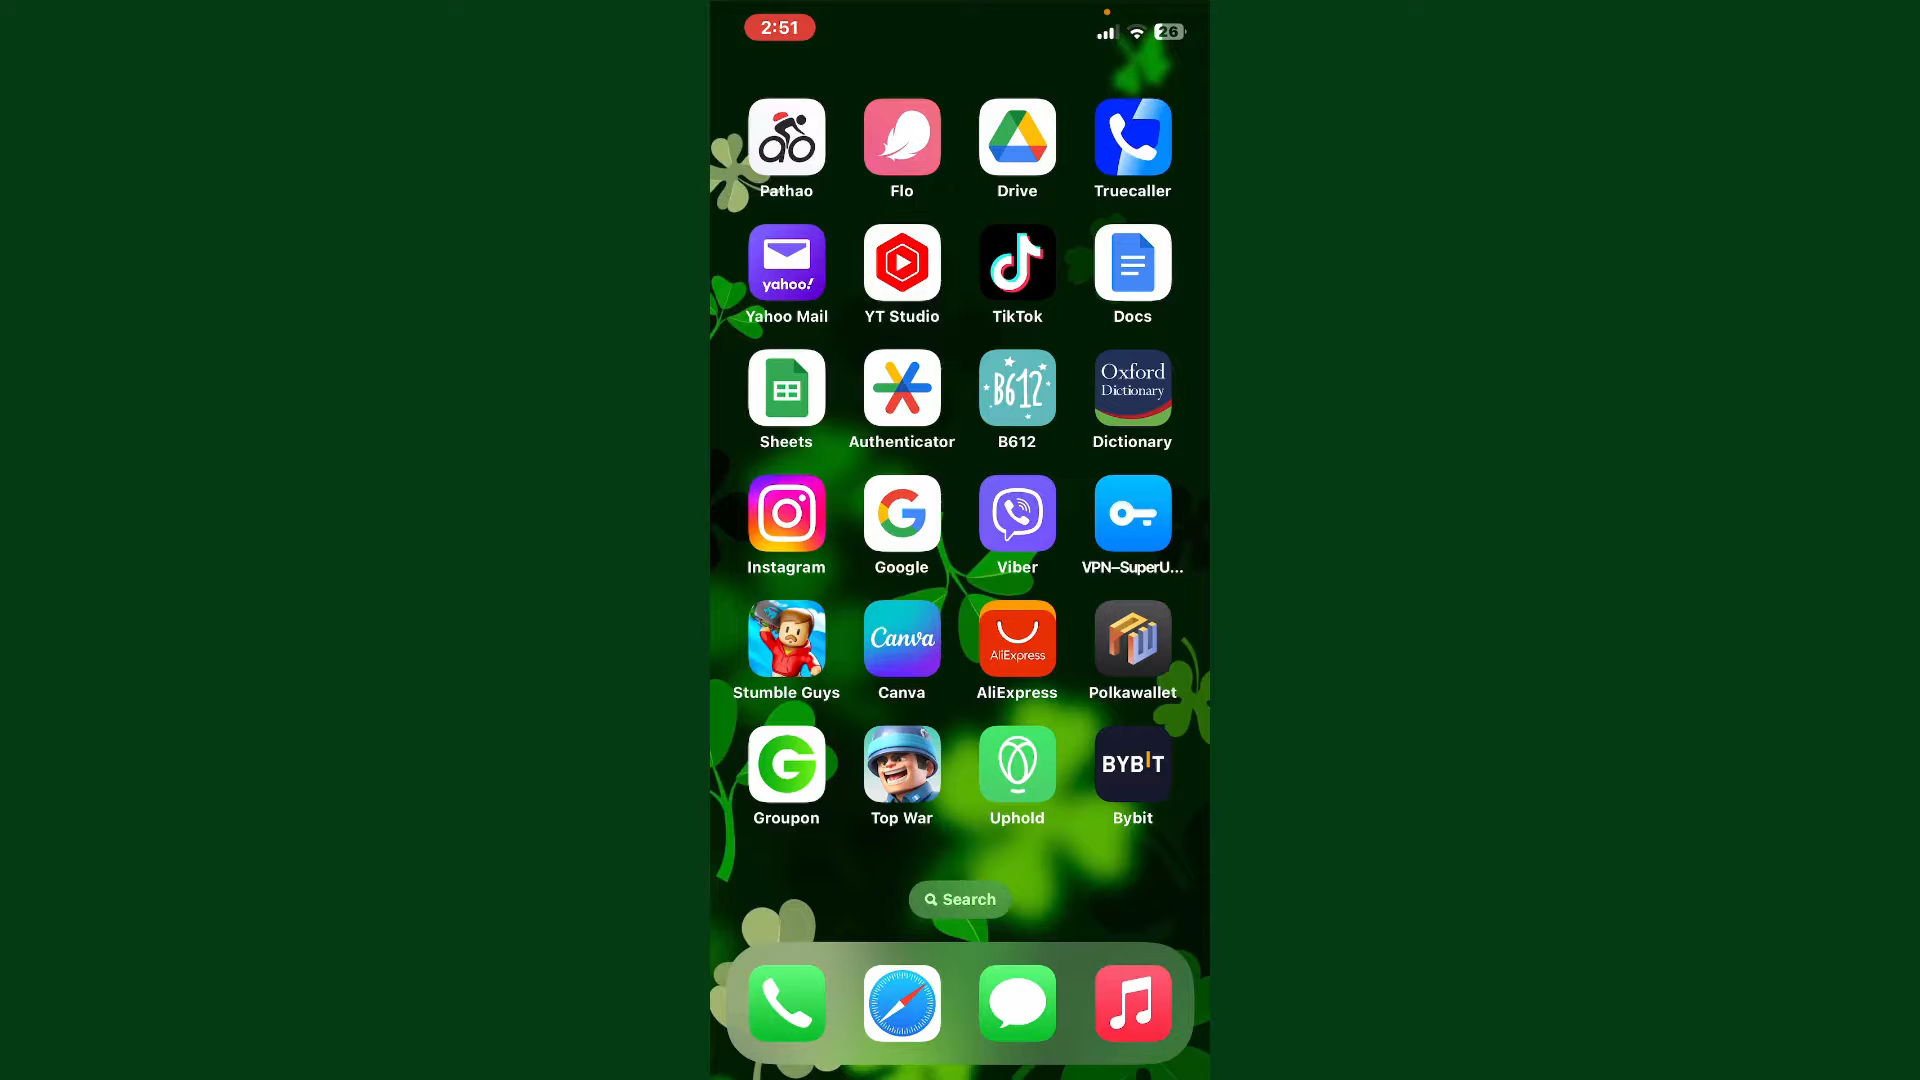 2:51
26
Pathao Flo Drive Truecaller
yahoo!
Yahoo Mail YT Studio TikTok Docs
B612 Oxford
Dictionary
Sheets Authenticator B612 Dictionary
Instagram Google Viber VPN–SuperU...
Canva AliExpress
Stumble Guys Canva AliExpress Polkawallet
BYBIT
Groupon Top War Uphold Bybit
Search